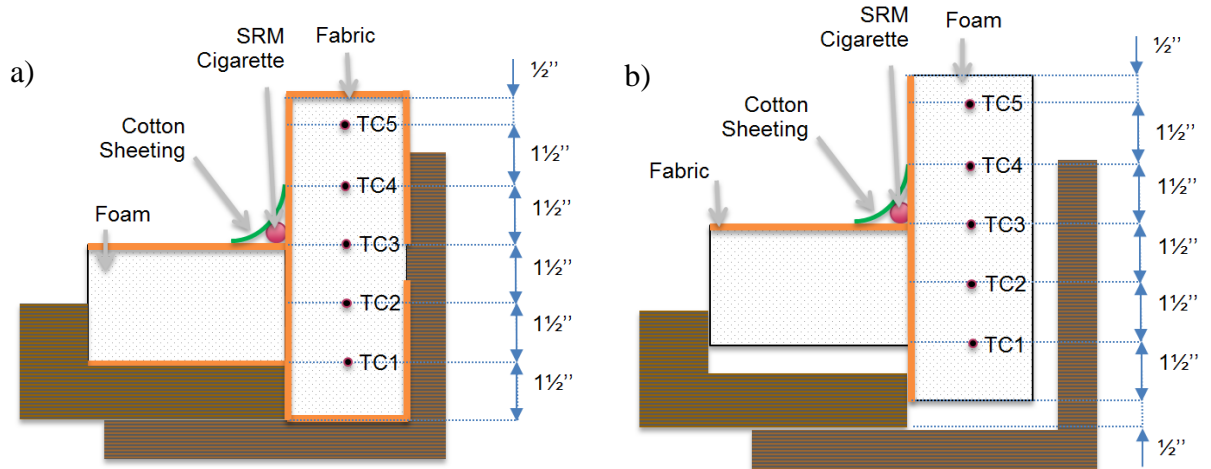 a)
SRM
Cigarette
Fabric
Cotton
Sheeting
Foam
TC5
TC4
TC3
TC2
TC1
½’’
1½’’
1½’’
1½’’
1½’’
1½’’
b)
SRM
Cigarette
Foam
Cotton
Sheeting
Fabric
TC5
TC4
TC3
TC2
TC1
½’’
1½’’
1½’’
1½’’
1½’’
1½’’
½’’